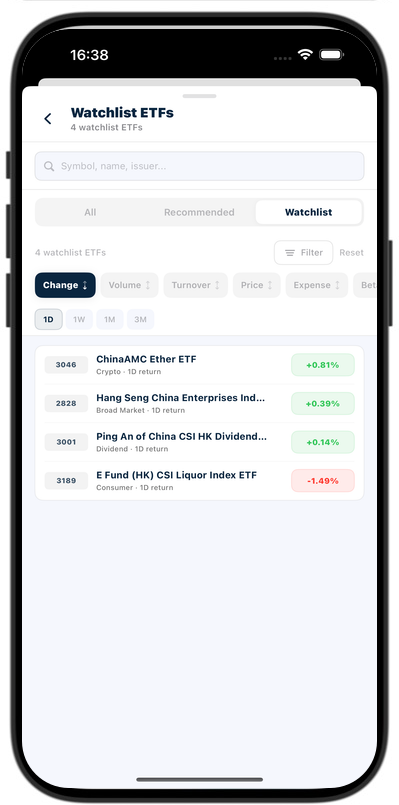 16:38
Watchlist ETFs
4 watchlist ETFs
Symbol, name, issuer...
All Recommended Watchlist
4 watchlist ETFs Filter Reset
Change Volume Turnover Price Expense Bet
1D 1W 1M 3M
3046 ChinaAMC Ether ETF +0.81%
Crypto · 1D return
2828 Hang Seng China Enterprises Ind... +0.39%
Broad Market · 1D return
3001 Ping An of China CSI HK Dividend... +0.14%
Dividend · 1D return
3189 E Fund (HK) CSI Liquor Index ETF -1.49%
Consumer · 1D return